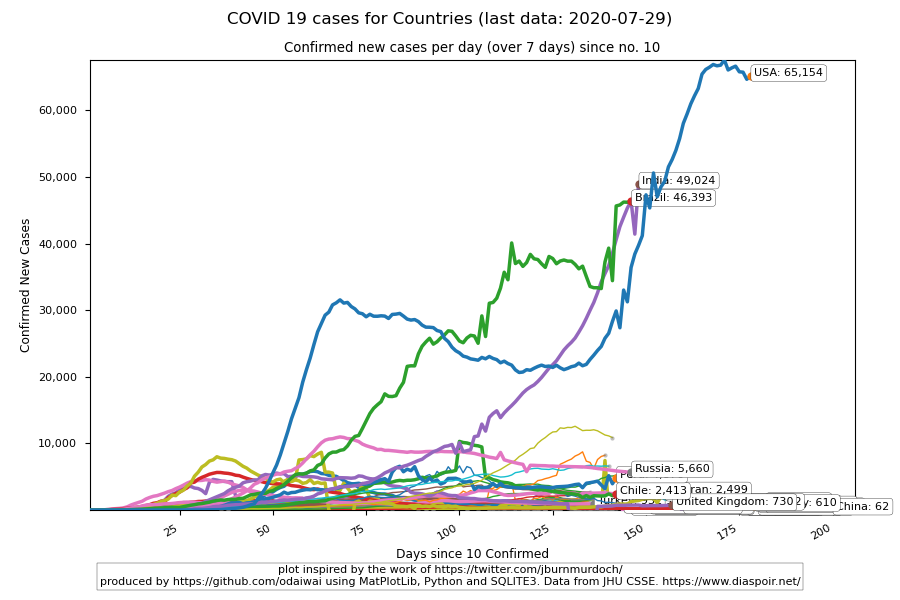 COVID 19 cases for Countries (last data: 2020-07-29)
Confirmed new cases per day (over 7 days) since no. 10
60,000
50,000
40,000
30,000
20,000
10,000
Confirmed New Cases
USA: 65,154
India: 49,024
Brazil: 46,393
Russia: 5,660
Chile: 2,413
ran: 2,499
United Kingdom: 730
y: 610
China: 62
25
50
75
100
125
150
175
200
Days since 10 Confirmed
plot inspired by the work of https://twitter.com/jburnmurdoch/
produced by https://github.com/odaiwai using MatPlotLib, Python and SQLITE3. Data from JHU CSSE. https://www.diaspoir.net/